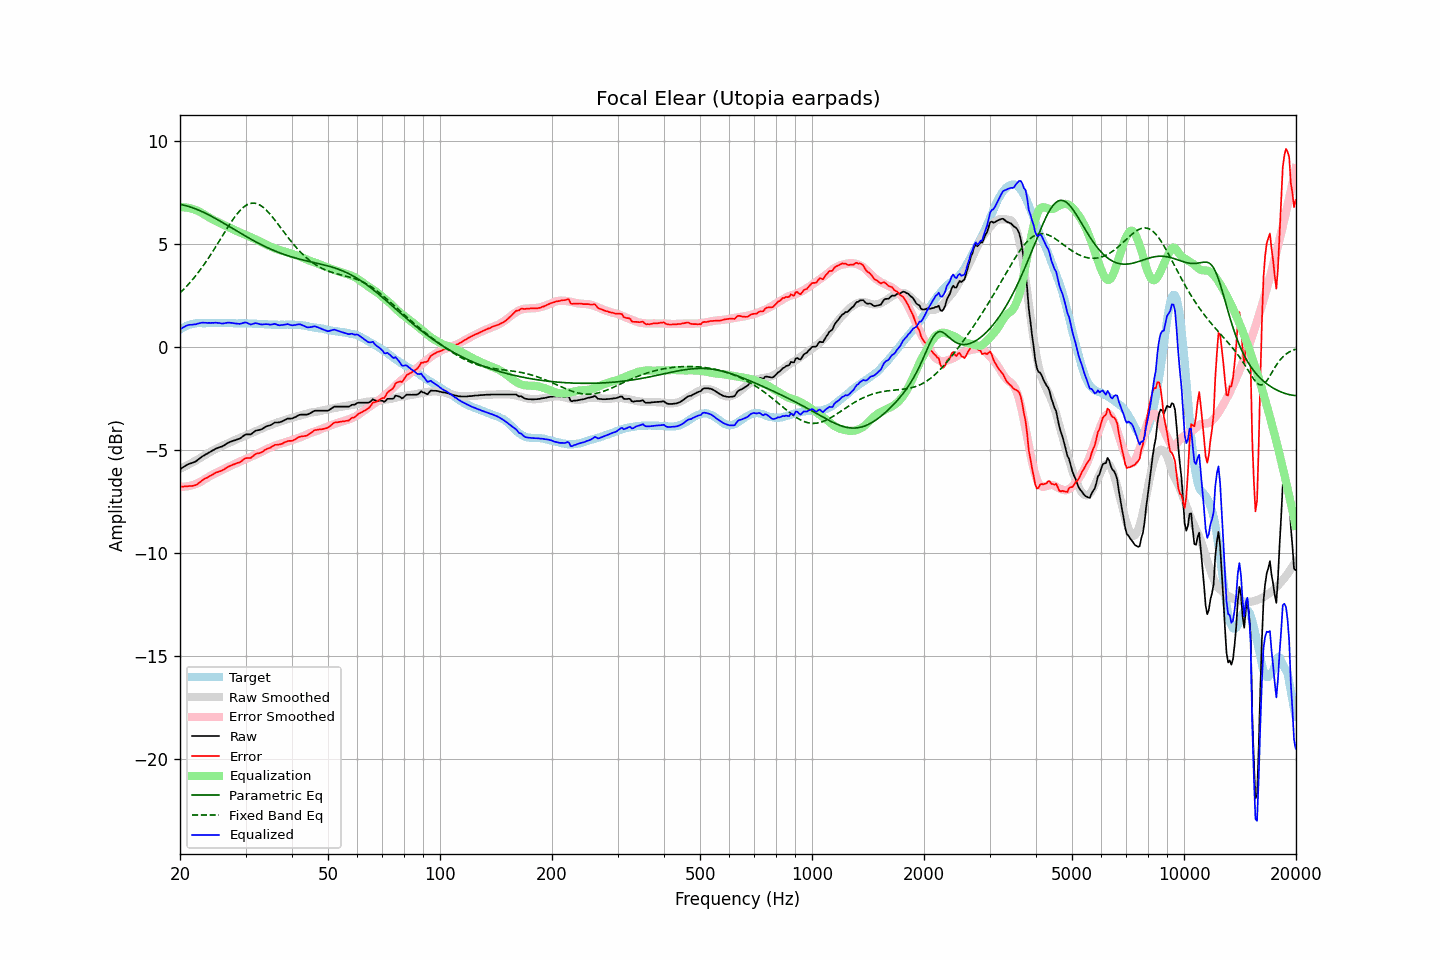 Focal Elear (Utopia earpads)
10
5
0
−5
−10
−15
−20
Amplitude (dBr)
Target
Raw Smoothed
Error Smoothed
Raw
Error
Equalization
Parametric Eq
Fixed Band Eq
Equalized
20 50 100 200 500 1000 2000 5000 10000 20000
Frequency (Hz)